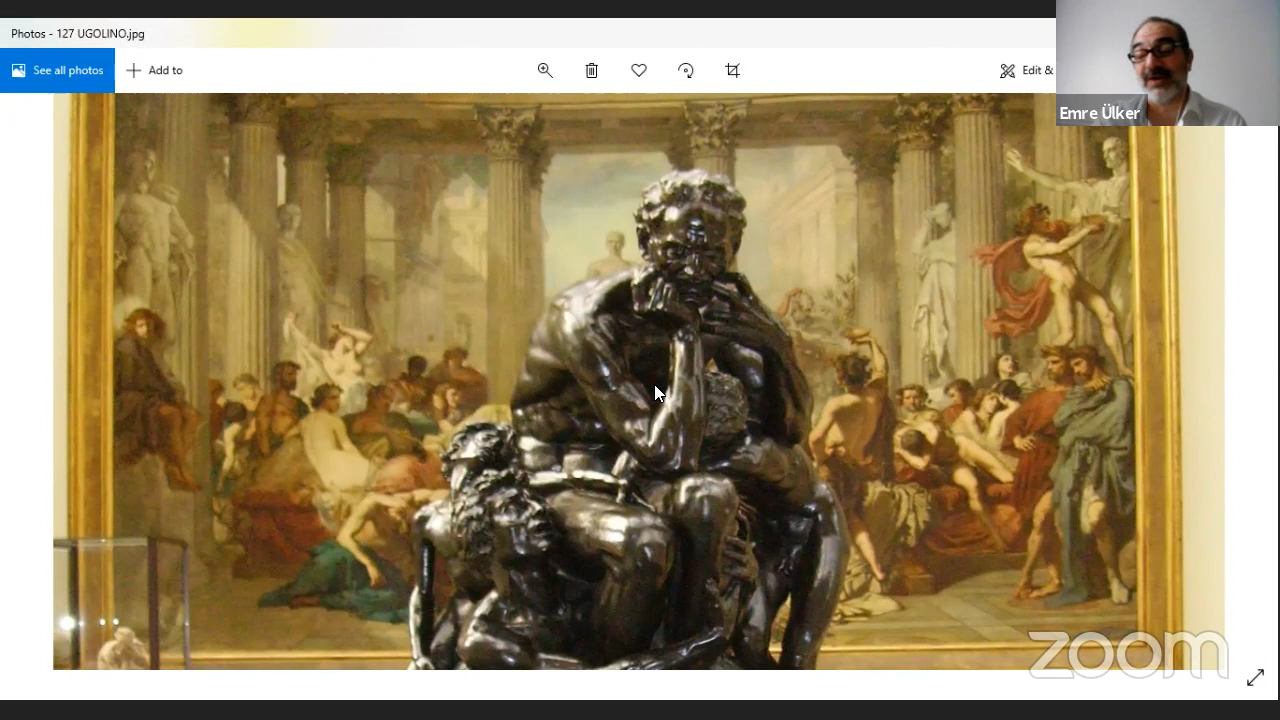 Photos - 127 UGOLINO.jpg
See all photos
Add to
Edit &
Emre Ülker
zoom